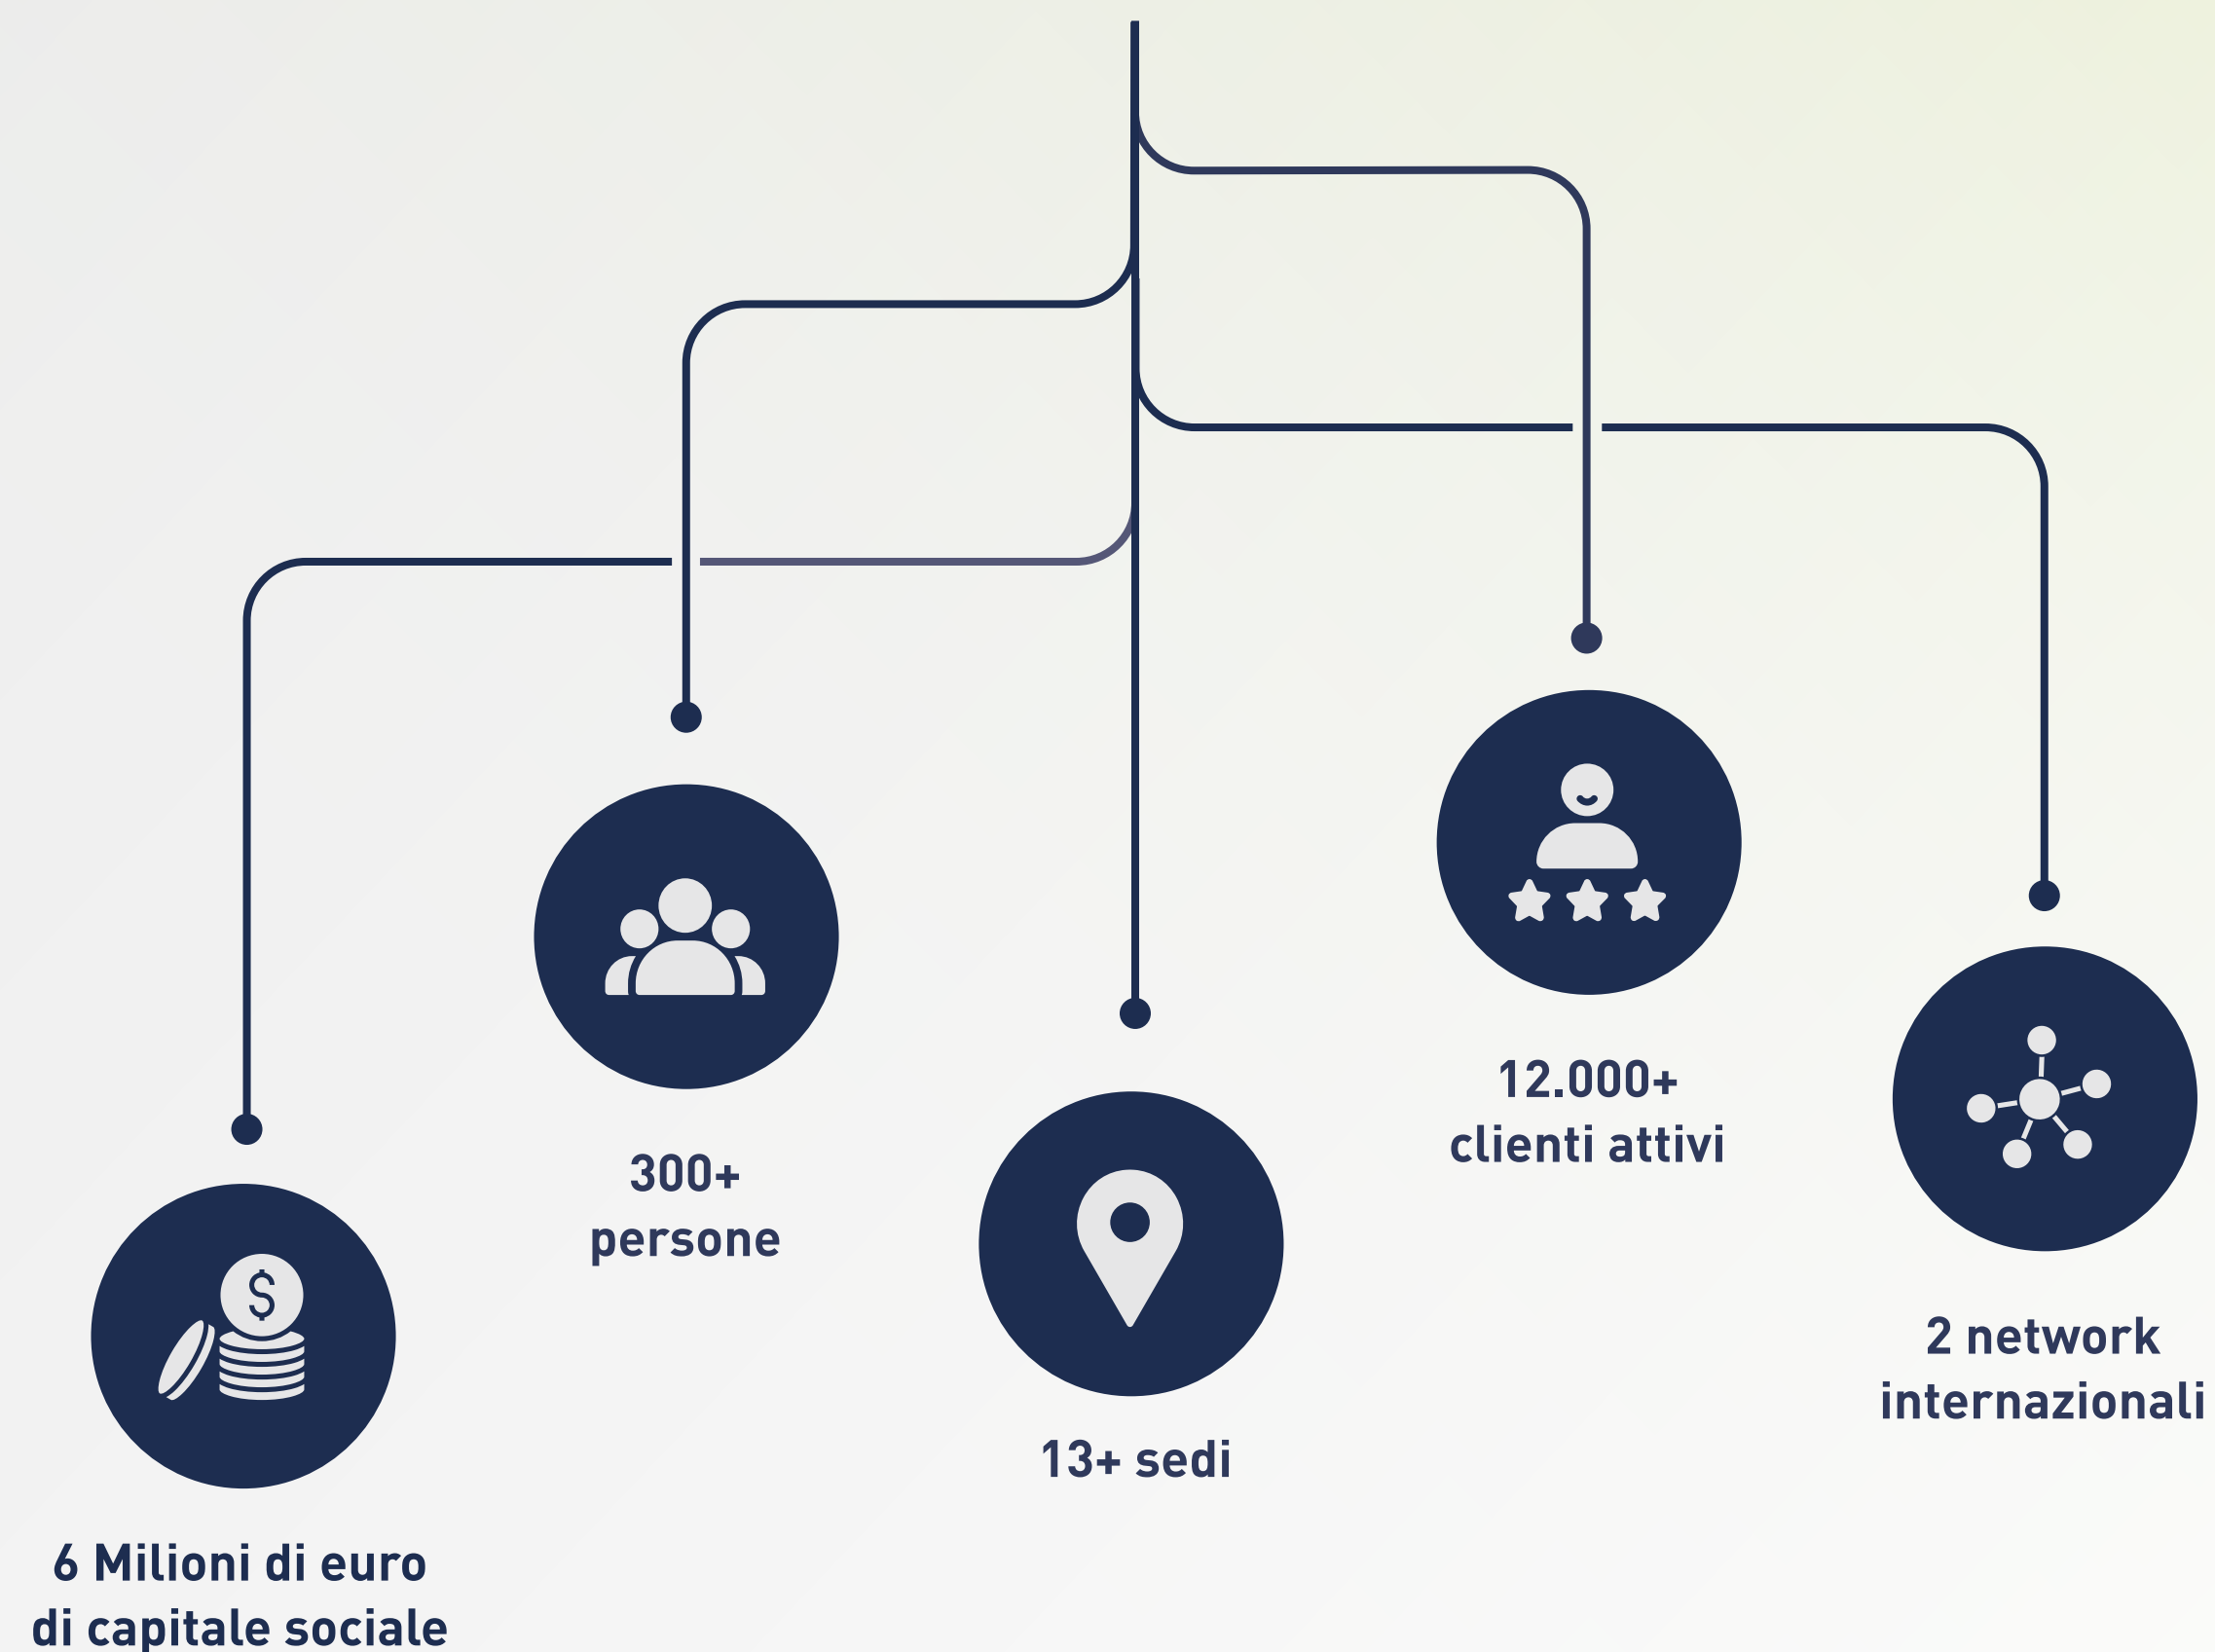 6 Milioni di euro
di capitale sociale
300+
persone
13+ sedi
12.000+
clienti attivi
2 network
internazionali